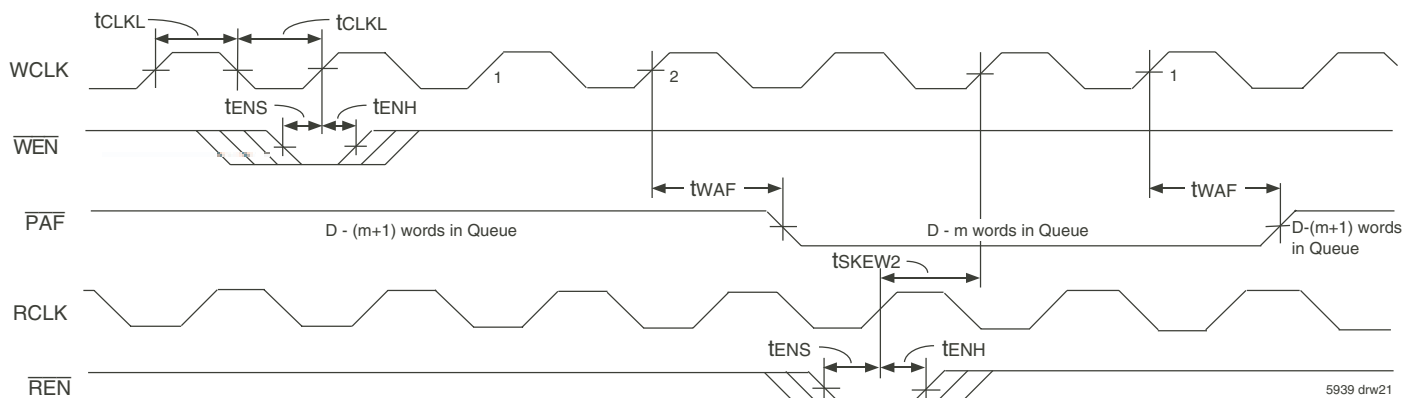 tCLKL tCLKL
WCLK
1 2 1
tENS tENH
WEN
tWAF tWAF
PAF
D - (m+1) words in Queue
D - m words in Queue
D-(m+1) words
in Queue
tSKEW2
RCLK
tENS tENH
REN
5939 drw21